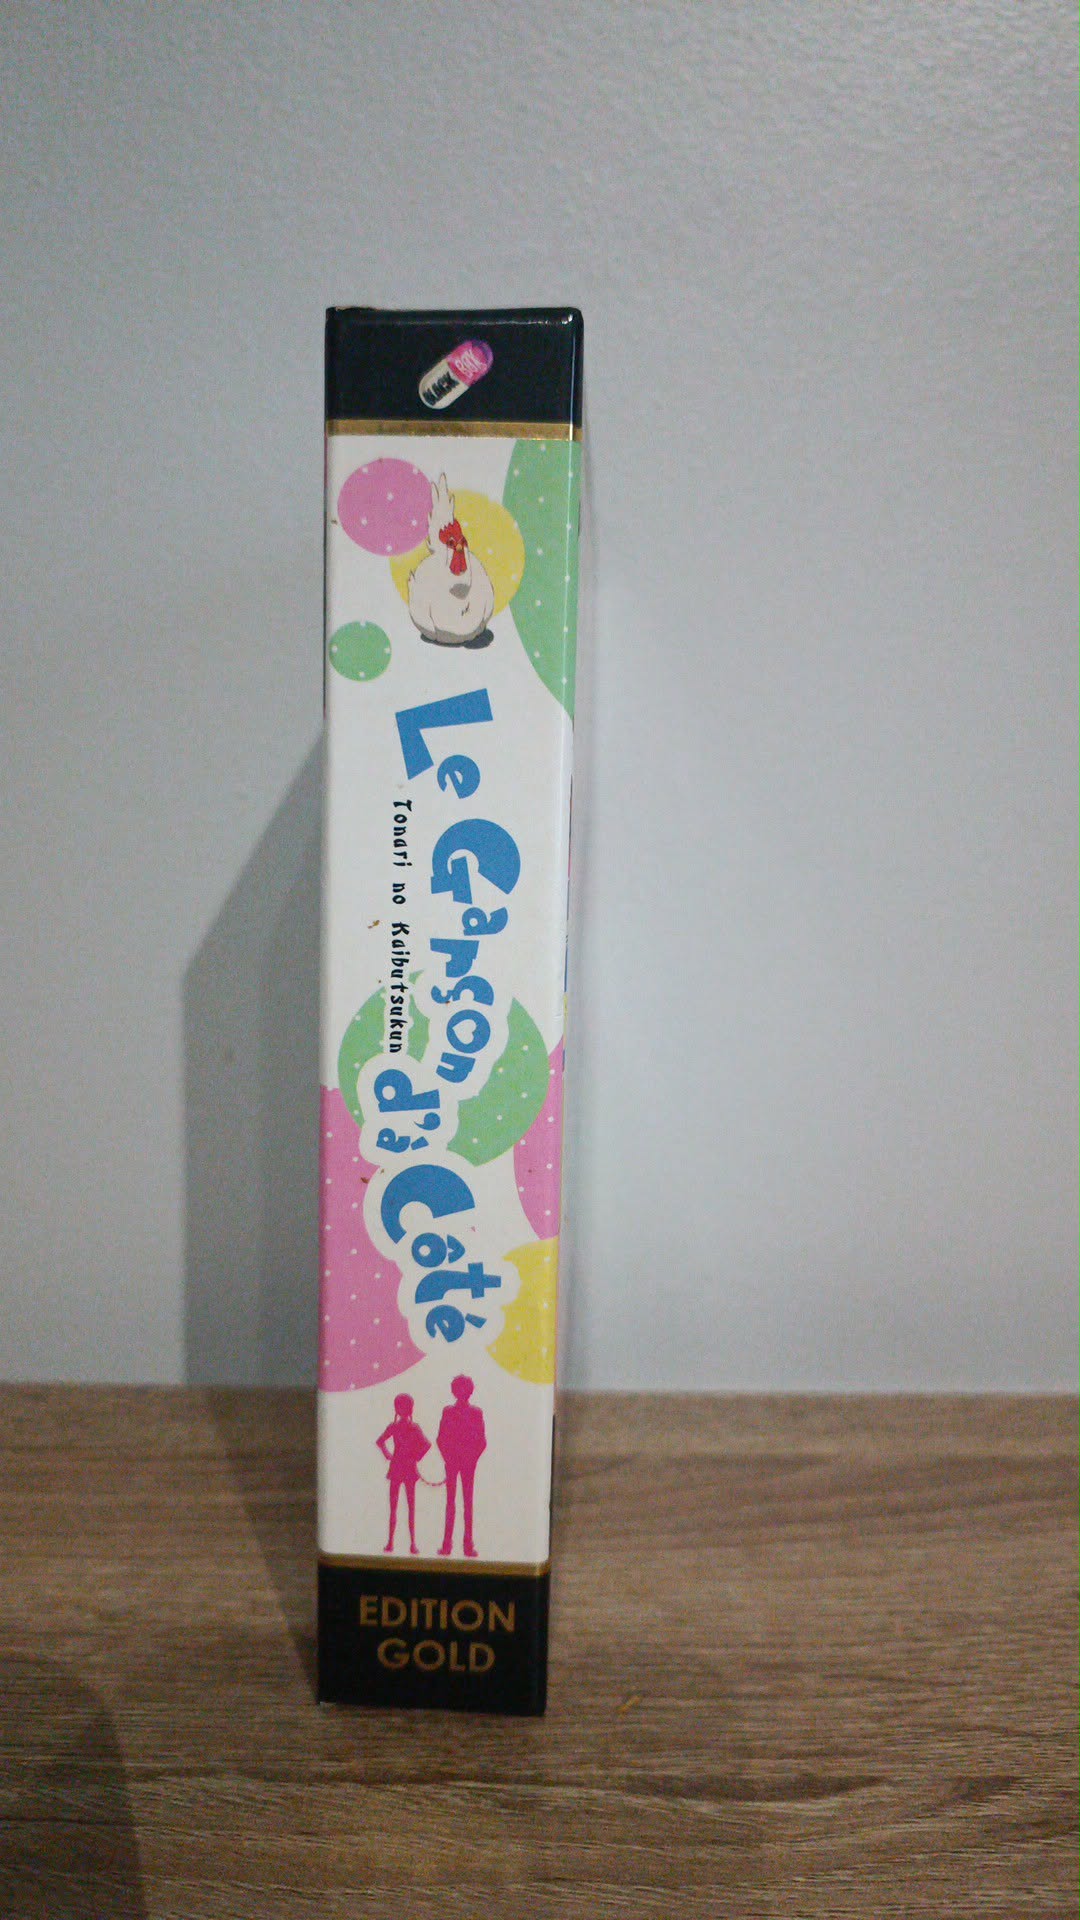 BLACK BOX
Le Garçon
Tonari no Kaibutsukun
d'à Côté
EDITION
GOLD